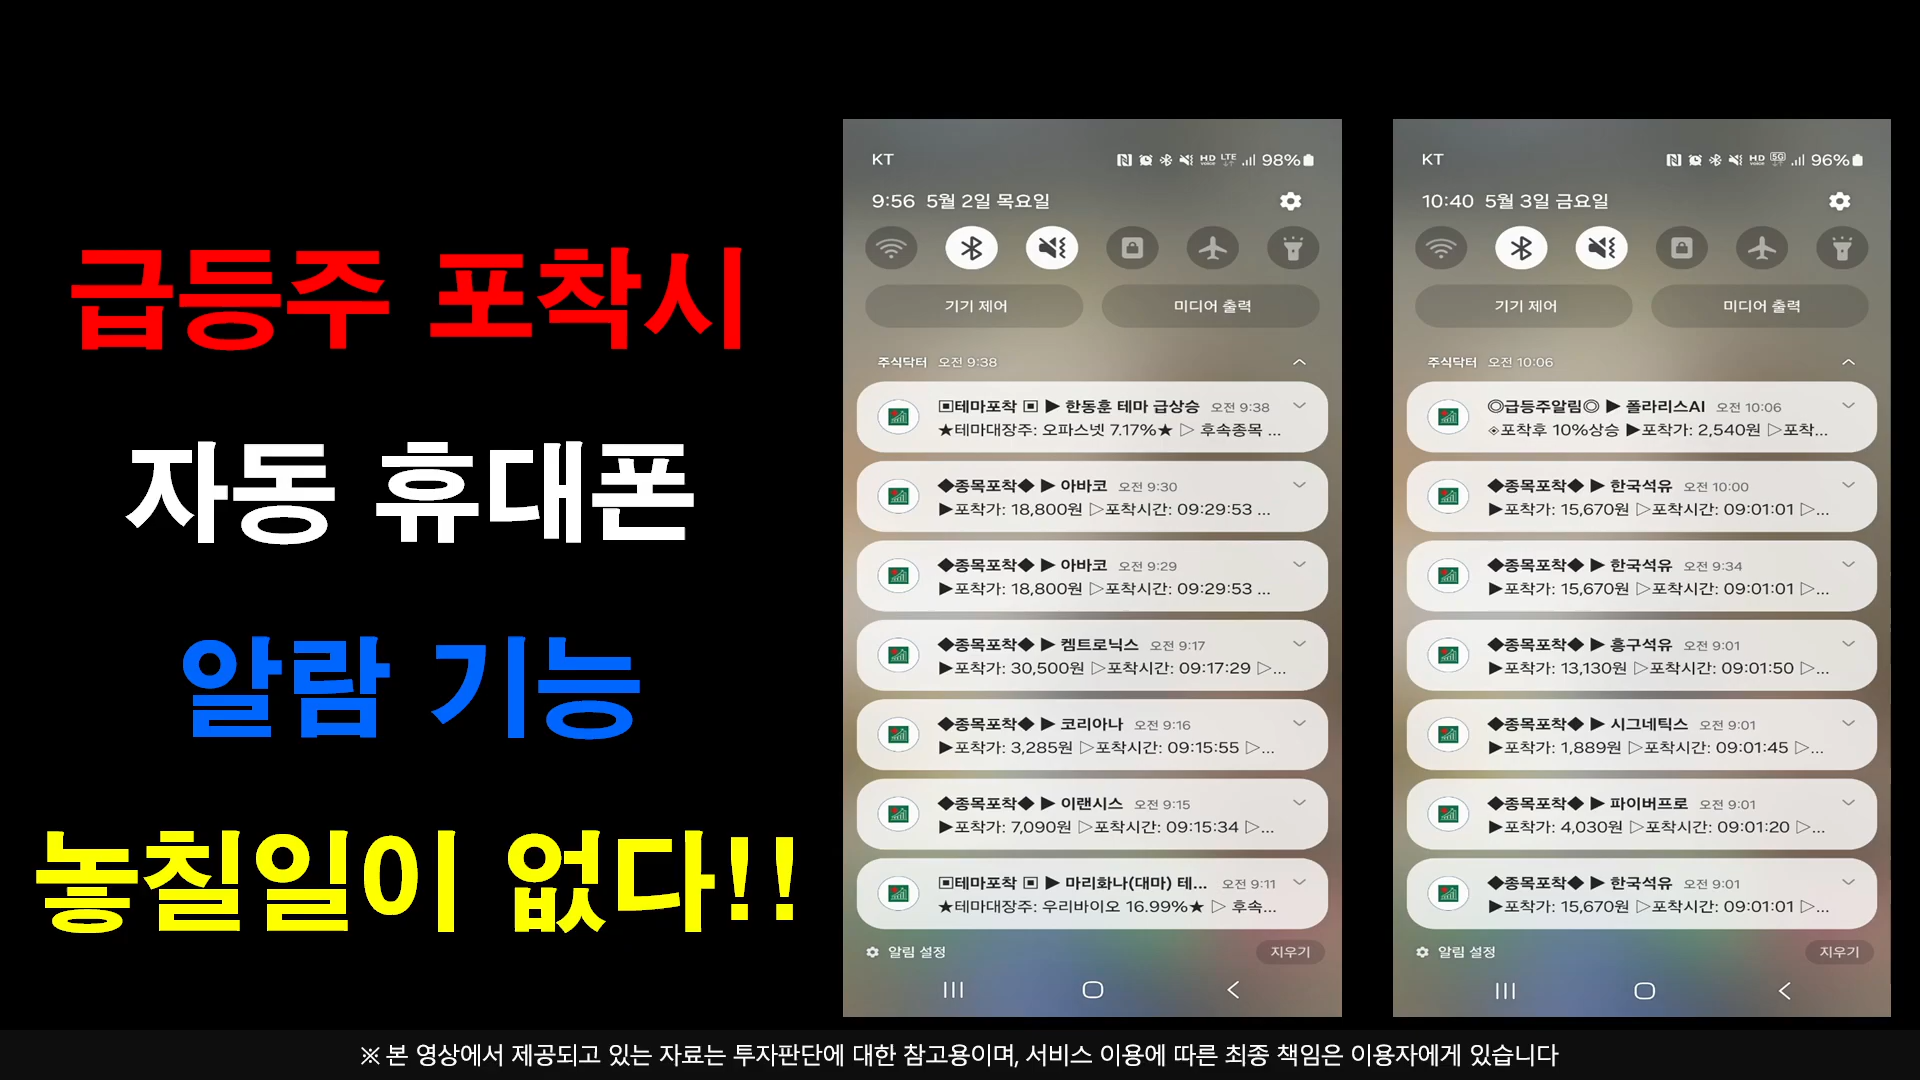 급등주 포착시
자동 휴대폰
알람 기능
놓칠일이 없다!!
KT
HD LTE 98%
9:56 5월 2일 목요일
기기 제어
미디어 출력
주식닥터 오전 9:38
▣테마포착 ▣ ▶ 한동훈 테마 급상승 오전 9:38
★테마대장주: 오파스넷 7.17%★ ▷ 후속종목 ...
◆종목포착◆ ▶ 아바코 오전 9:30
▶포착가: 18,800원 ▷포착시간: 09:29:53 ...
◆종목포착◆ ▶ 아바코 오전 9:29
▶포착가: 18,800원 ▷포착시간: 09:29:53 ...
◆종목포착◆ ▶ 켐트로닉스 오전 9:17
▶포착가: 30,500원 ▷포착시간: 09:17:29 ▷...
◆종목포착◆ ▶ 코리아나 오전 9:16
▶포착가: 3,285원 ▷포착시간: 09:15:55 ▷...
◆종목포착◆ ▶ 이랜시스 오전 9:15
▶포착가: 7,090원 ▷포착시간: 09:15:34 ▷...
▣테마포착 ▣ ▶ 마리화나(대마) 테... 오전 9:11
★테마대장주: 우리바이오 16.99%★ ▷ 후속...
알림 설정
지우기
KT
HD 5G 96%
10:40 5월 3일 금요일
기기 제어
미디어 출력
주식닥터 오전 10:06
◎급등주알림◎ ▶ 폴라리스AI 오전 10:06
◈포착후 10%상승 ▶포착가: 2,540원 ▷포착...
◆종목포착◆ ▶ 한국석유 오전 10:00
▶포착가: 15,670원 ▷포착시간: 09:01:01 ▷...
◆종목포착◆ ▶ 한국석유 오전 9:34
▶포착가: 15,670원 ▷포착시간: 09:01:01 ▷...
◆종목포착◆ ▶ 흥구석유 오전 9:01
▶포착가: 13,130원 ▷포착시간: 09:01:50 ▷...
◆종목포착◆ ▶ 시그네틱스 오전 9:01
▶포착가: 1,889원 ▷포착시간: 09:01:45 ▷...
◆종목포착◆ ▶ 파이버프로 오전 9:01
▶포착가: 4,030원 ▷포착시간: 09:01:20 ▷...
◆종목포착◆ ▶ 한국석유 오전 9:01
▶포착가: 15,670원 ▷포착시간: 09:01:01 ▷...
알림 설정
지우기
※ 본 영상에서 제공되고 있는 자료는 투자판단에 대한 참고용이며, 서비스 이용에 따른 최종 책임은 이용자에게 있습니다